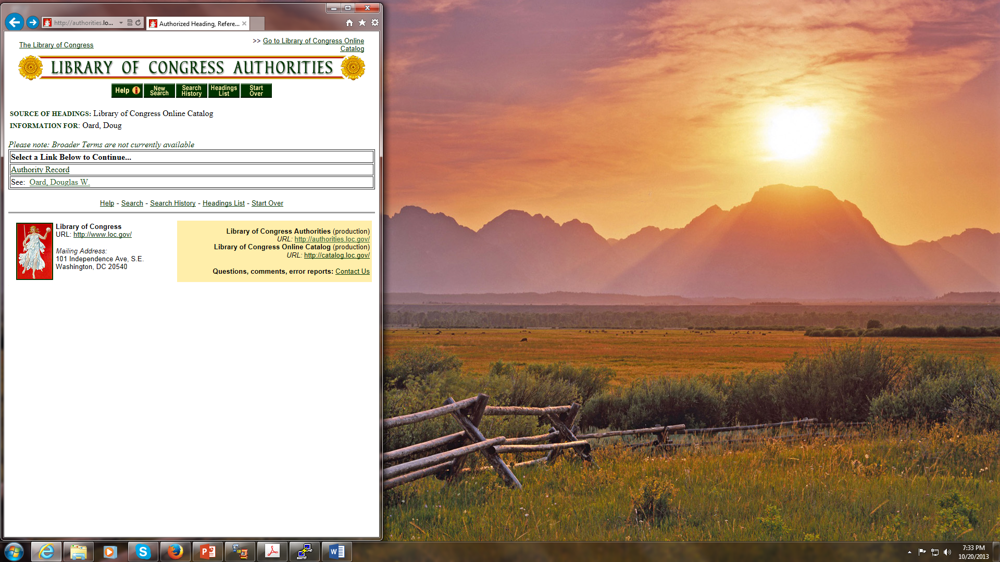 http://authorities.lo...
Authorized Heading, Refere...
The Library of Congress
>> Go to Library of Congress Online
Catalog
LIBRARY OF CONGRESS AUTHORITIES
Help i
New
Search
Search
History
Headings
List
Start
Over
SOURCE OF HEADINGS: Library of Congress Online Catalog
INFORMATION FOR: Oard, Doug
Please note: Broader Terms are not currently available
Select a Link Below to Continue...
Authority Record
See: Oard, Douglas W.
Help - Search - Search History - Headings List - Start Over
Library of Congress
URL: http://www.loc.gov/
Mailing Address:
101 Independence Ave, S.E.
Washington, DC 20540
Library of Congress Authorities (production)
URL: http://authorities.loc.gov/
Library of Congress Online Catalog (production)
URL: http://catalog.loc.gov/
Questions, comments, error reports: Contact Us
7:33 PM
10/20/2013